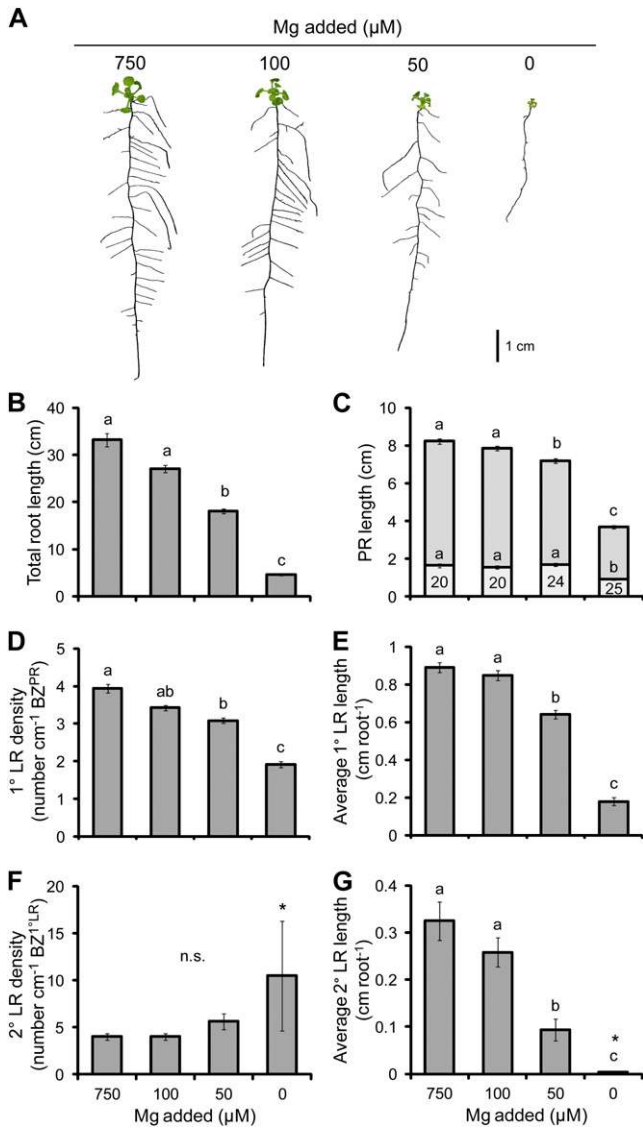 A
Mg added (µM)
750 100 50 0
1 cm
B
Total root length (cm)
40
30
20
10
0
a a b c
C
PR length (cm)
10
8
6
4
2
0
a a b c
a a a b
20 20 24 25
D
1° LR density
(number cm-1 BZPR)
5
4
3
2
1
0
a ab b c
E
Average 1° LR length
(cm root-1)
1
0.8
0.6
0.4
0.2
0
a a b c
F
2° LR density
(number cm-1 BZ1°LR)
20
15
10
5
0
n.s.
*
750 100 50 0
Mg added (µM)
G
Average 2° LR length
(cm root-1)
0.4
0.3
0.2
0.1
0
a a b
*
c
750 100 50 0
Mg added (µM)